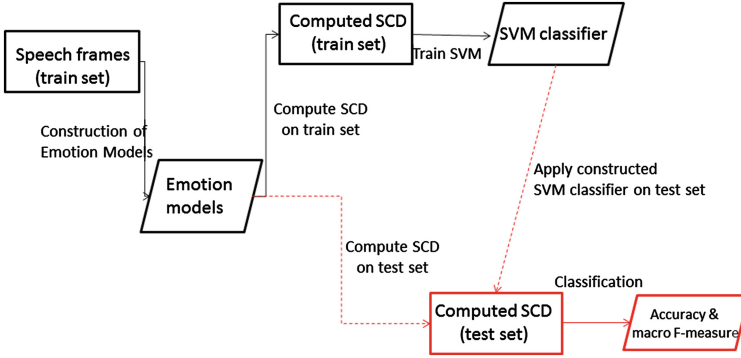 Speech frames
(train set)
Construction of
Emotion Models
Emotion
models
Computed SCD
(train set)
Compute SCD
on train set
Train SVM
SVM classifier
Apply constructed
SVM classifier on test set
Compute SCD
on test set
Computed SCD
(test set)
Classification
Accuracy &
macro F-measure